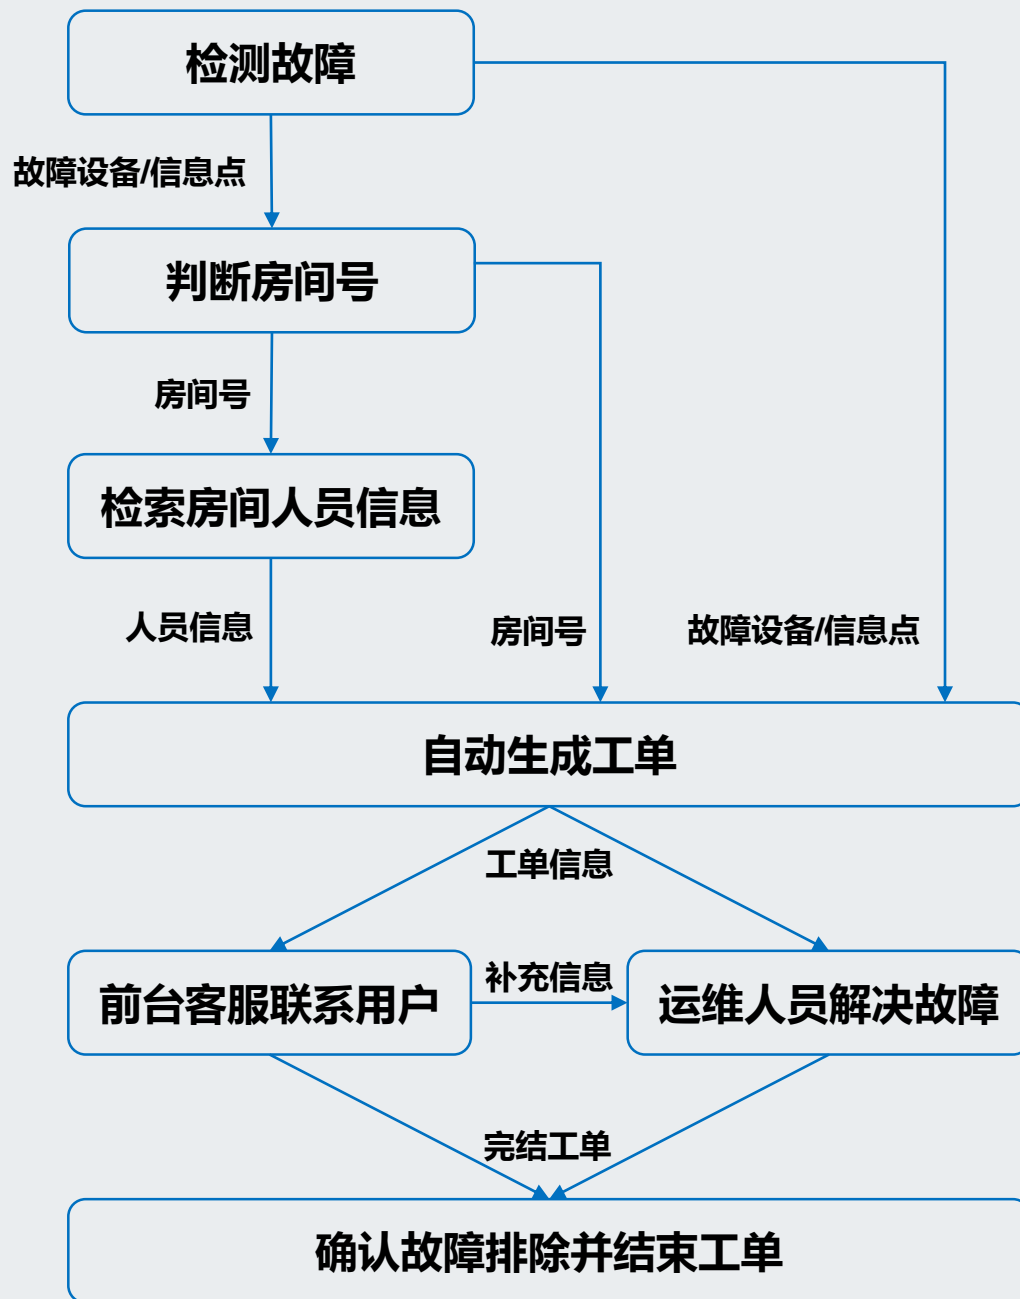 检测故障
故障设备/信息点
判断房间号
房间号
检索房间人员信息
人员信息
房间号
故障设备/信息点
自动生成工单
工单信息
前台客服联系用户
补充信息
运维人员解决故障
完结工单
确认故障排除并结束工单